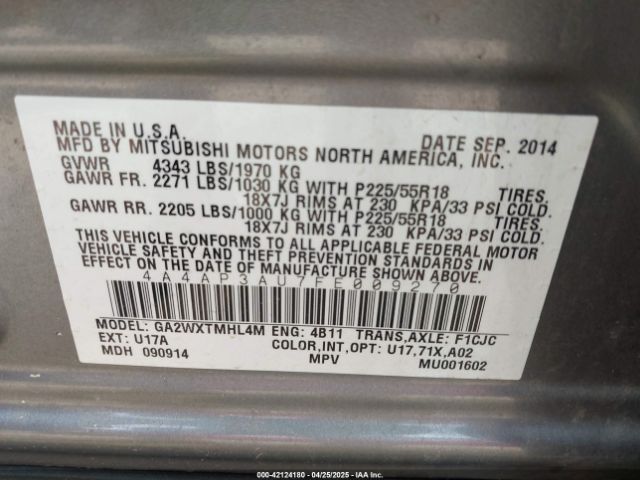 MADE IN U.S.A. DATE SEP. 2014
MFD BY MITSUBISHI MOTORS NORTH AMERICA, INC.
GVWR 4343 LBS/1970 KG
GAWR FR. 2271 LBS/1030 KG WITH P225/55R18 TIRES,
18X7J RIMS AT 230 KPA/33 PSI COLD.
GAWR RR. 2205 LBS/1000 KG WITH P225/55R18 TIRES,
18X7J RIMS AT 230 KPA/33 PSI COLD.
THIS VEHICLE CONFORMS TO ALL APPLICABLE FEDERAL MOTOR
VEHICLE SAFETY AND THEFT PREVENTION STANDARDS IN
EFFECT ON THE DATE OF MANUFACTURE SHOWN ABOVE.
4A4AP3AU7FE009270
MODEL: GA2WXTMHL4M ENG: 4B11 TRANS,AXLE: F1CJC
EXT: U17A COLOR,INT,OPT: U17,71X,A02
MDH 090914 MPV MU001602
000-42124180 - 04/25/2025 - IAA Inc.